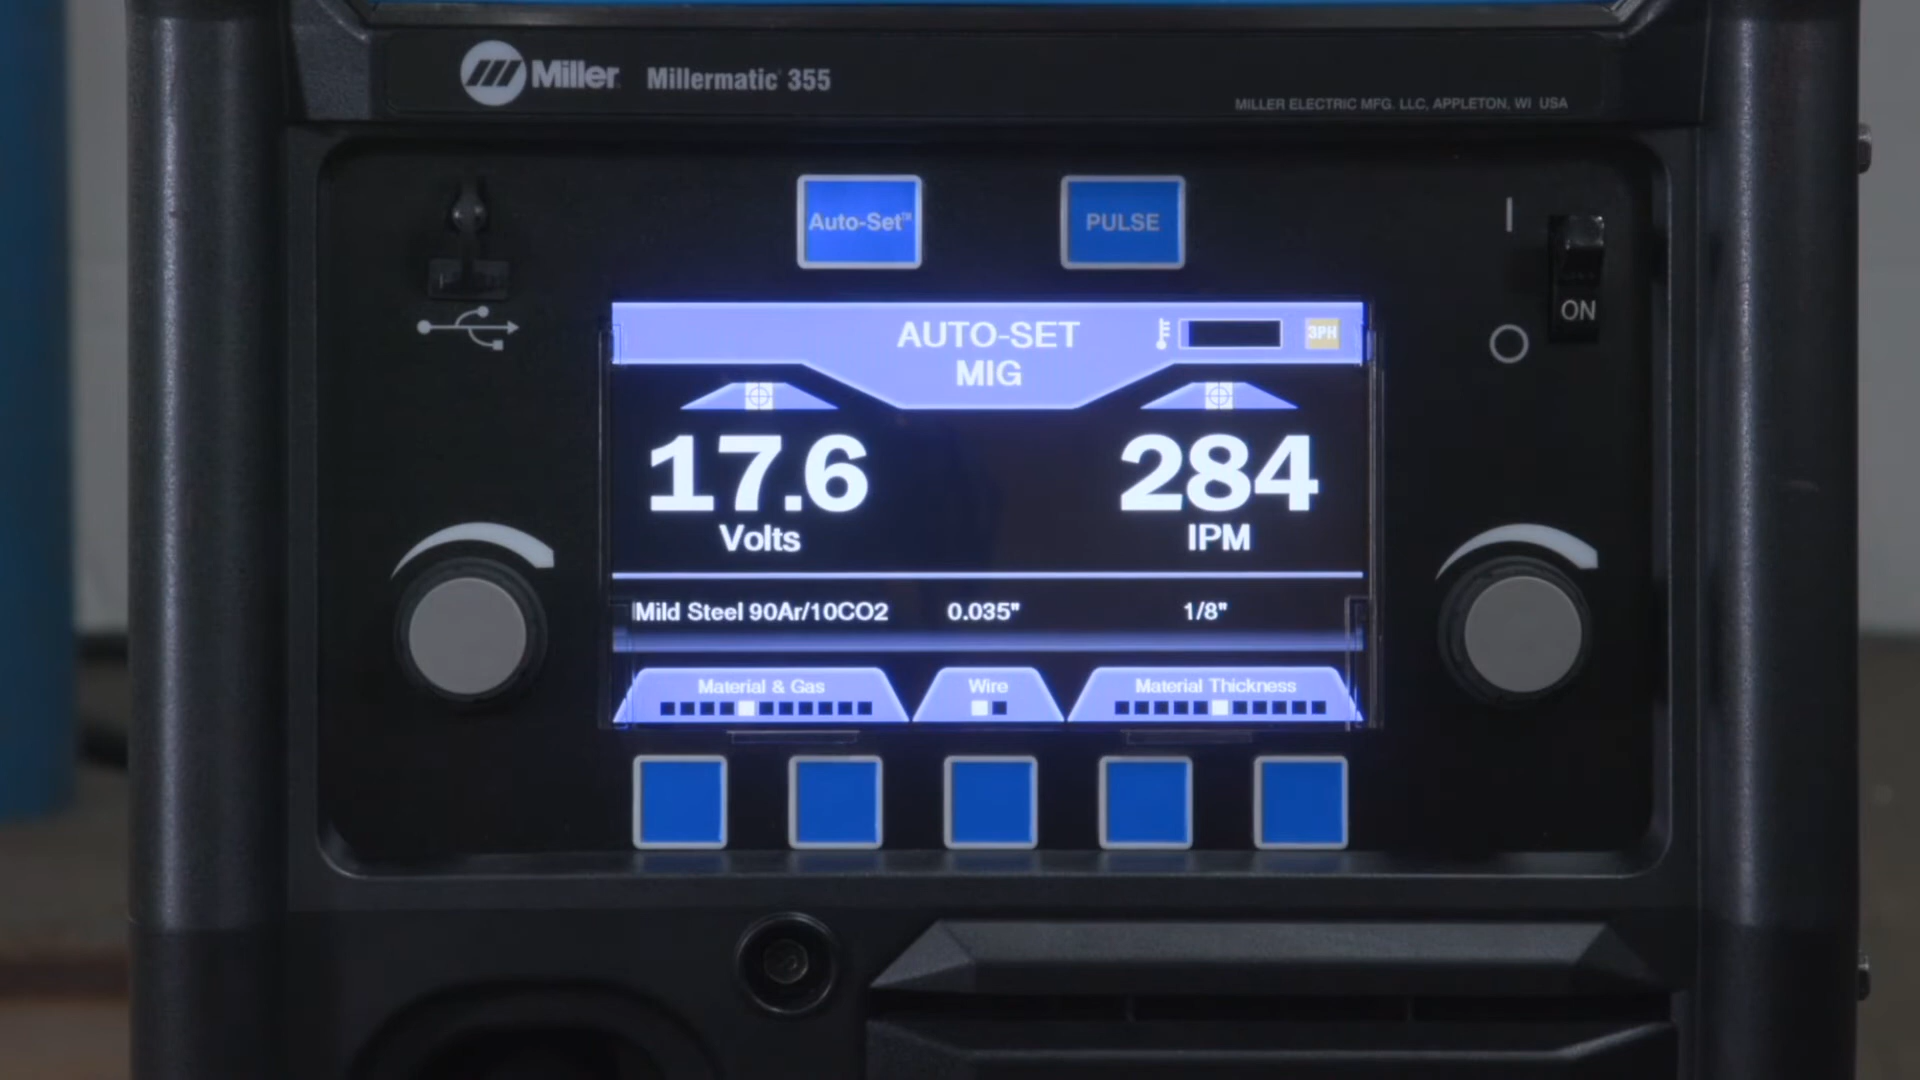 Miller Millermatic 355
MILLER ELECTRIC MFG. LLC, APPLETON, WI USA
Auto-Set™ PULSE
ON
AUTO-SET
MIG
3PH
17.6 284
Volts IPM
Mild Steel 90Ar/10CO2 0.035" 1/8"
Material & Gas Wire Material Thickness